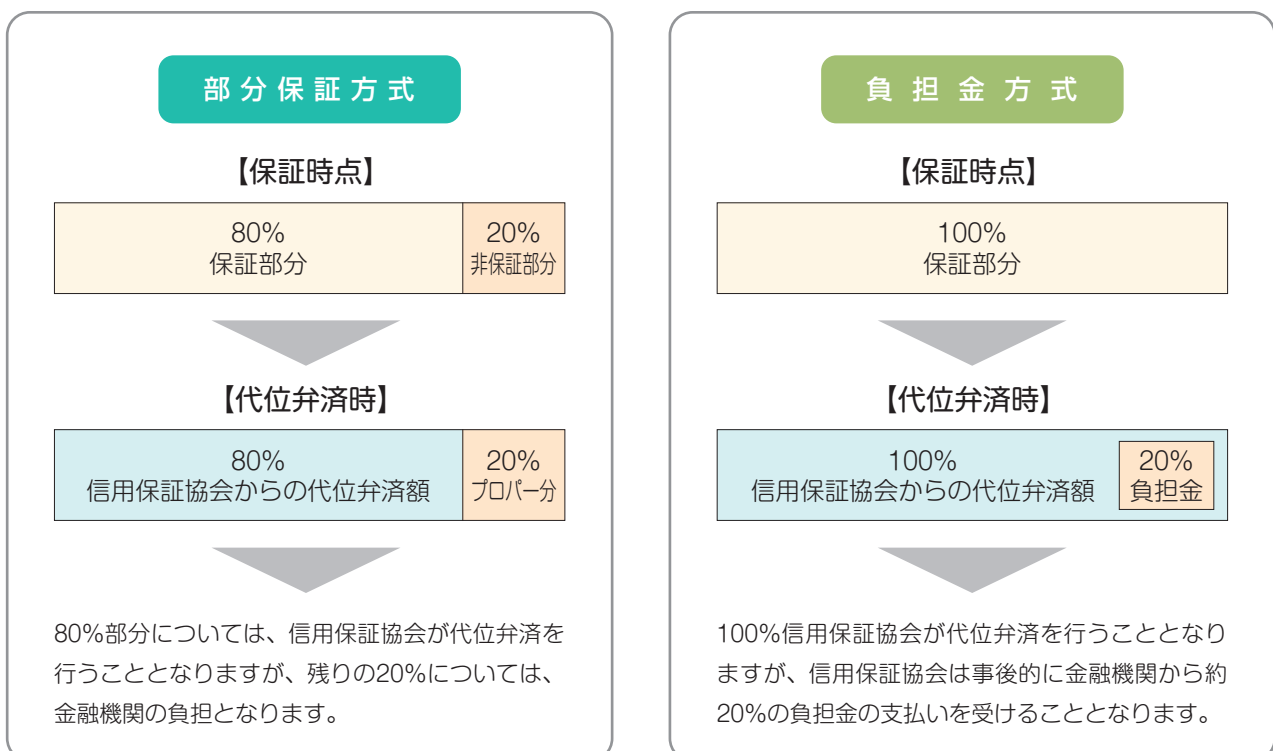 部分保証方式
【保証時点】
80%
保証部分
20%
非保証部分
【代位弁済時】
80%
信用保証協会からの代位弁済額
20%
プロパー分
80%部分については、信用保証協会が代位弁済を
行うこととなりますが、残りの20%については、
金融機関の負担となります。
負担金方式
【保証時点】
100%
保証部分
【代位弁済時】
100%
信用保証協会からの代位弁済額
20%
負担金
100%信用保証協会が代位弁済を行うこととなり
ますが、信用保証協会は事後的に金融機関から約
20%の負担金の支払いを受けることとなります。